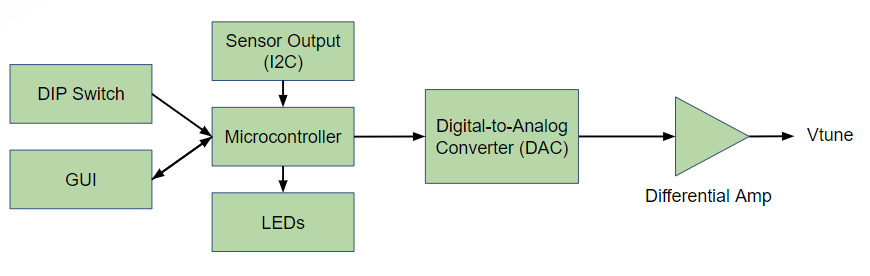 Sensor Output
(I2C)
DIP Switch
Microcontroller
GUI
LEDs
Digital-to-Analog
Converter (DAC)
Differential Amp
Vtune